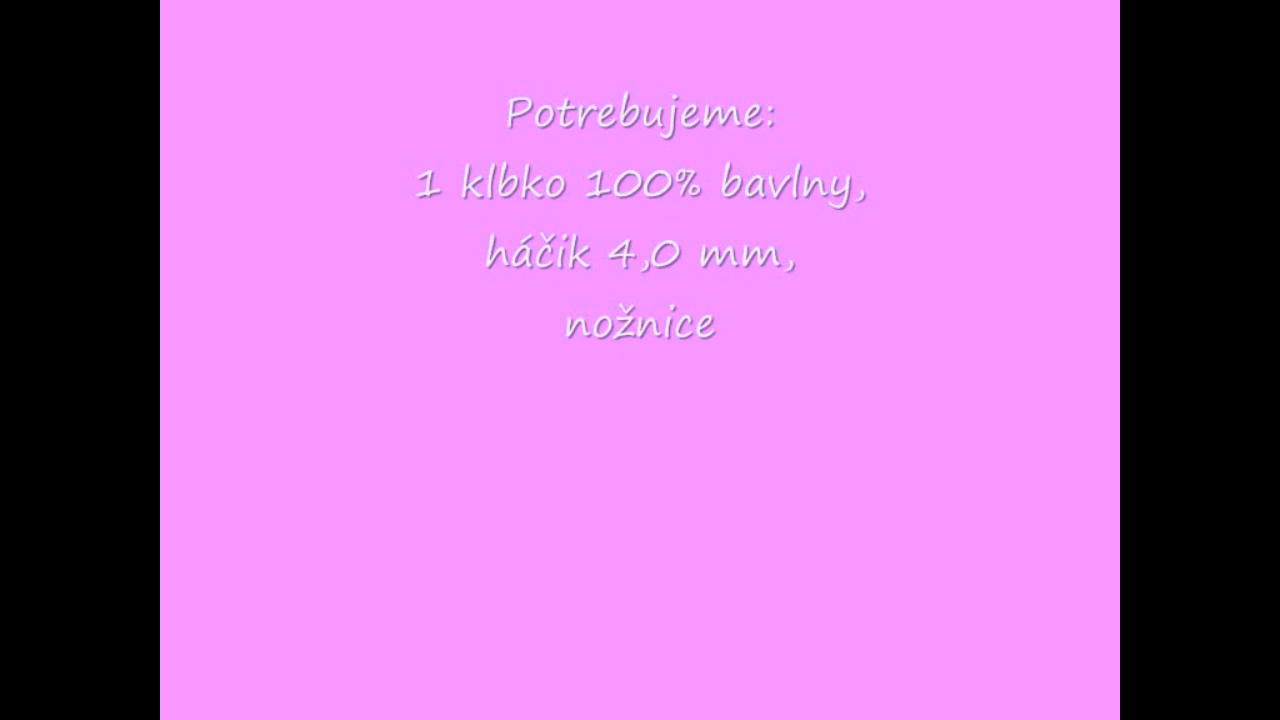 Potrebujeme:
1 klbko 100% bavlny,
háčik 4,0 mm,
nožnice